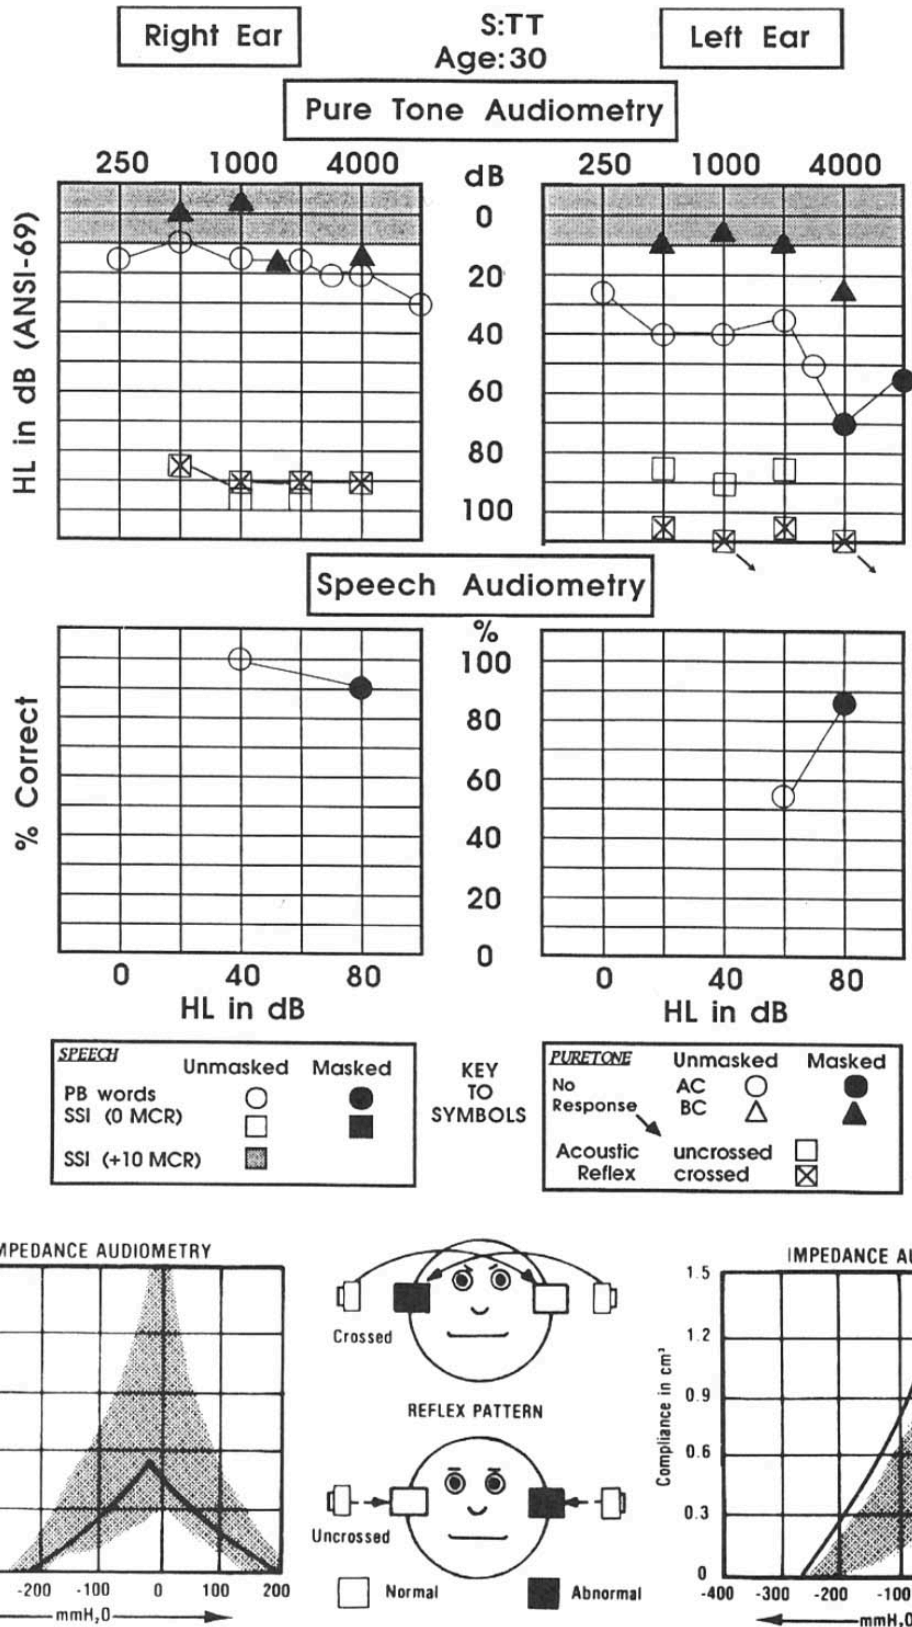 Right Ear
S:TT
Age:30
Left Ear
Pure Tone Audiometry
250 1000 4000 dB 250 1000 4000
HL in dB (ANSI-69)
0
20
40
60
80
100
Speech Audiometry
%
100
80
60
40
20
0
% Correct
0 40 80
HL in dB
0 40 80
HL in dB
SPEECH Unmasked Masked
PB words
SSI (0 MCR)
SSI (+10 MCR)
KEY
TO
SYMBOLS
PURETONE Unmasked Masked
No AC
Response BC
Acoustic uncrossed
Reflex crossed
MPEDANCE AUDIOMETRY
-200 -100 0 100 200
mmH₂O
Crossed
REFLEX PATTERN
Uncrossed
Normal Abnormal
IMPEDANCE AU
Compliance in cm³
1.5
1.2
0.9
0.6
0.3
0
-400 -300 -200 -100
mmH₂O